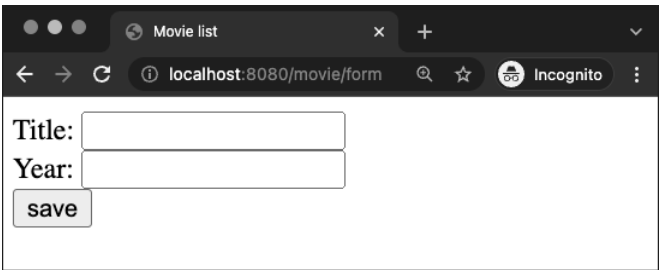 Movie list
localhost:8080/movie/form
Incognito
Title:
Year:
save